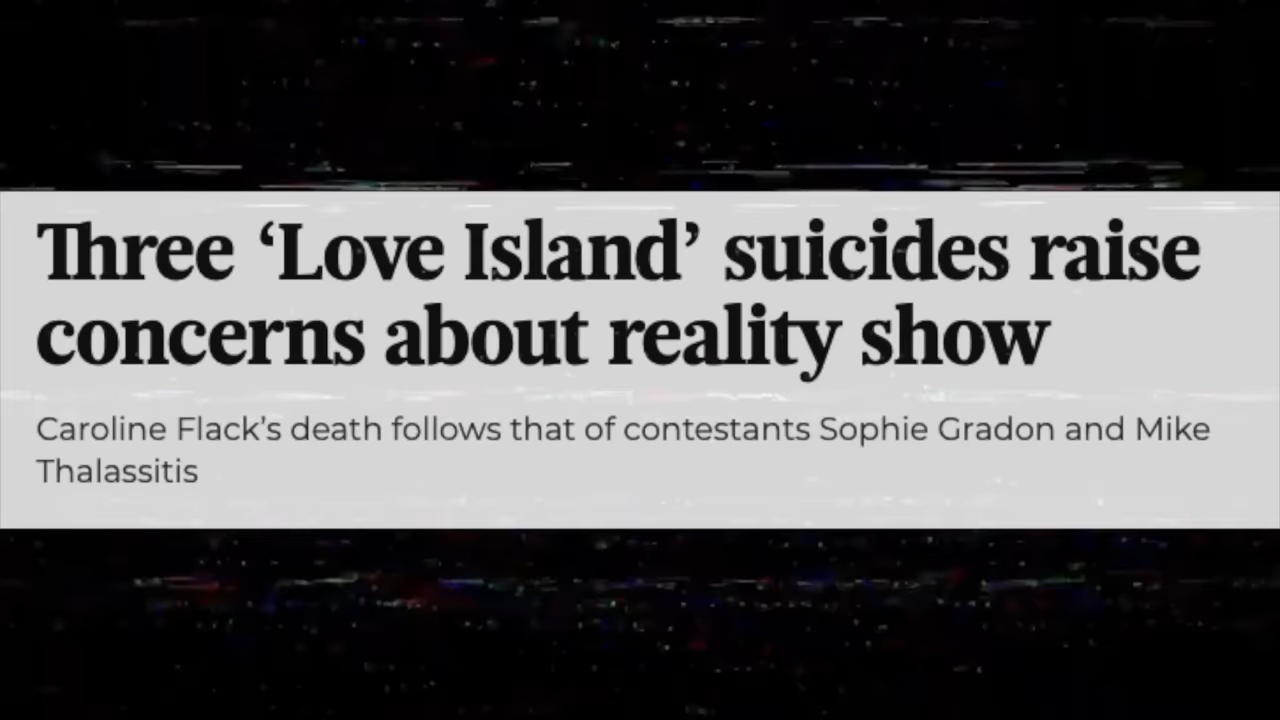 Three ‘Love Island’ suicides raise
concerns about reality show
Caroline Flack’s death follows that of contestants Sophie Gradon and Mike
Thalassitis